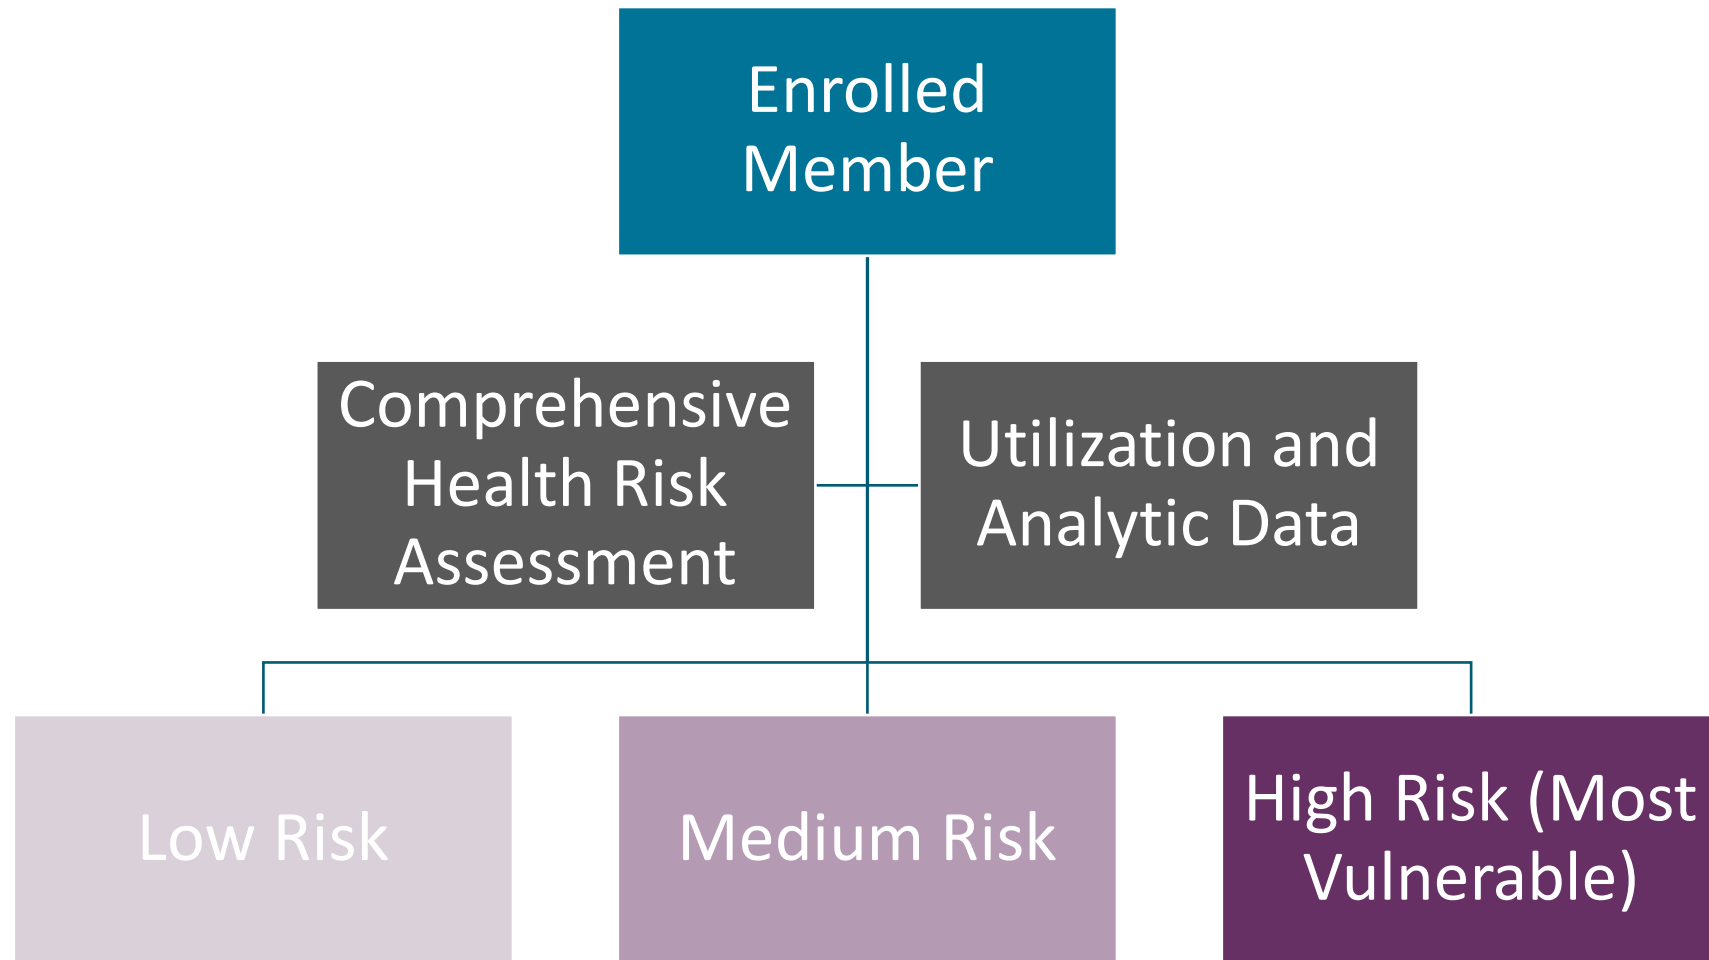 Enrolled
Member
Comprehensive
Health Risk
Assessment
Utilization and
Analytic Data
Low Risk
Medium Risk
High Risk (Most
Vulnerable)